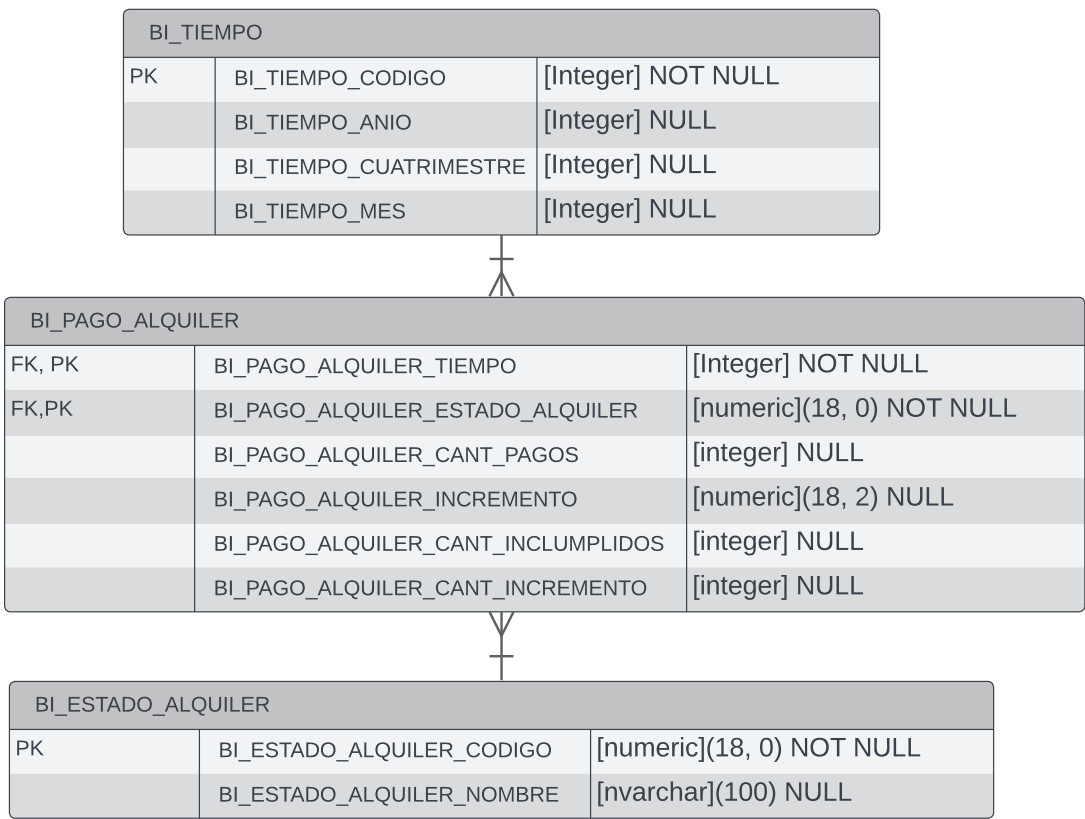 BI_TIEMPO
PK BI_TIEMPO_CODIGO [Integer] NOT NULL
BI_TIEMPO_ANIO [Integer] NULL
BI_TIEMPO_CUATRIMESTRE [Integer] NULL
BI_TIEMPO_MES [Integer] NULL
BI_PAGO_ALQUILER
FK, PK BI_PAGO_ALQUILER_TIEMPO [Integer] NOT NULL
FK,PK BI_PAGO_ALQUILER_ESTADO_ALQUILER [numeric](18, 0) NOT NULL
BI_PAGO_ALQUILER_CANT_PAGOS [integer] NULL
BI_PAGO_ALQUILER_INCREMENTO [numeric](18, 2) NULL
BI_PAGO_ALQUILER_CANT_INCLUMPLIDOS [integer] NULL
BI_PAGO_ALQUILER_CANT_INCREMENTO [integer] NULL
BI_ESTADO_ALQUILER
PK BI_ESTADO_ALQUILER_CODIGO [numeric](18, 0) NOT NULL
BI_ESTADO_ALQUILER_NOMBRE [nvarchar](100) NULL